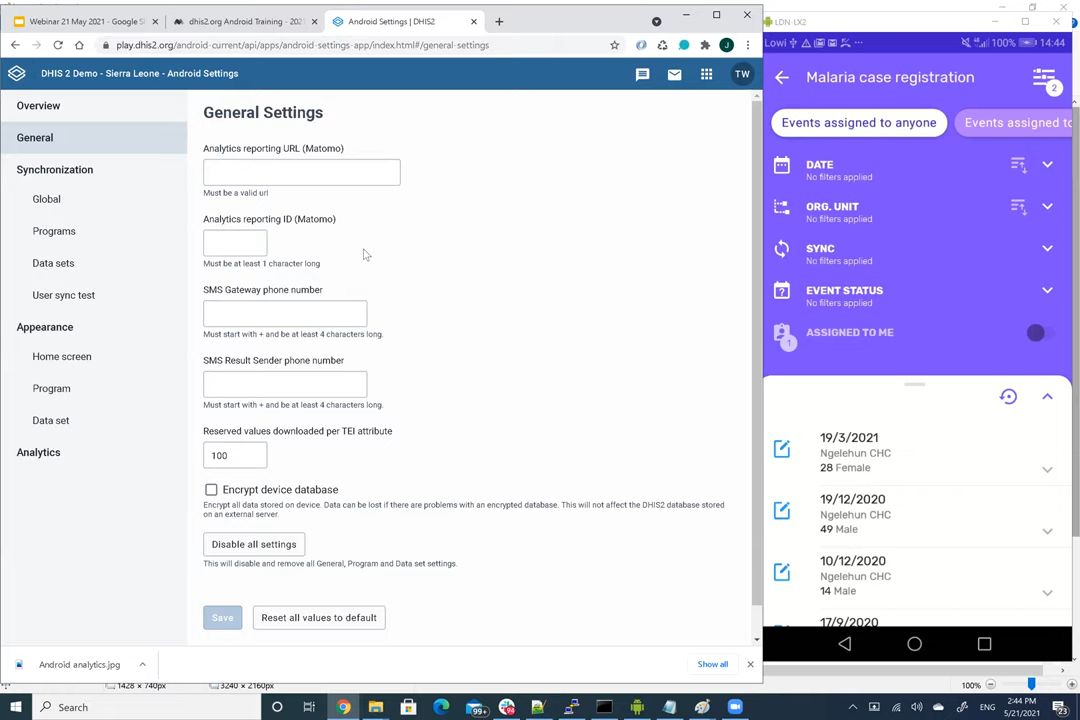 Webinar 21 May 2021 - Google Sl
dhis2.org Android Training - 2021
Android Settings | DHIS2
play.dhis2.org/android-current/api/apps/android-settings-app/index.html#/general-settings
J
DHIS 2 Demo - Sierra Leone - Android Settings
TW
Overview
General
Synchronization
Global
Programs
Data sets
User sync test
Appearance
Home screen
Program
Data set
Analytics
General Settings
Analytics reporting URL (Matomo)
Must be a valid url
Analytics reporting ID (Matomo)
Must be at least 1 character long
SMS Gateway phone number
Must start with + and be at least 4 characters long.
SMS Result Sender phone number
Must start with + and be at least 4 characters long.
Reserved values downloaded per TEI attribute
100
Encrypt device database
Encrypt all data stored on device. Data can be lost if there are problems with an encrypted database. This will not affect the DHIS2 database stored
on an external server.
Disable all settings
This will disable and remove all General, Program and Data set settings.
Save
Reset all values to default
Android analytics.jpg
Show all
LDN-LX2
Lowi
100%
14:44
Malaria case registration
2
Events assigned to anyone
Events assigned to
DATE
No filters applied
ORG. UNIT
No filters applied
SYNC
No filters applied
EVENT STATUS
No filters applied
ASSIGNED TO ME
1
19/3/2021
Ngelehun CHC
28 Female
19/12/2020
Ngelehun CHC
49 Male
10/12/2020
Ngelehun CHC
14 Male
17/9/2020
1428 × 740px
3240 × 2160px
100%
Search
99+
94
ENG
2:44 PM
5/21/2021
23